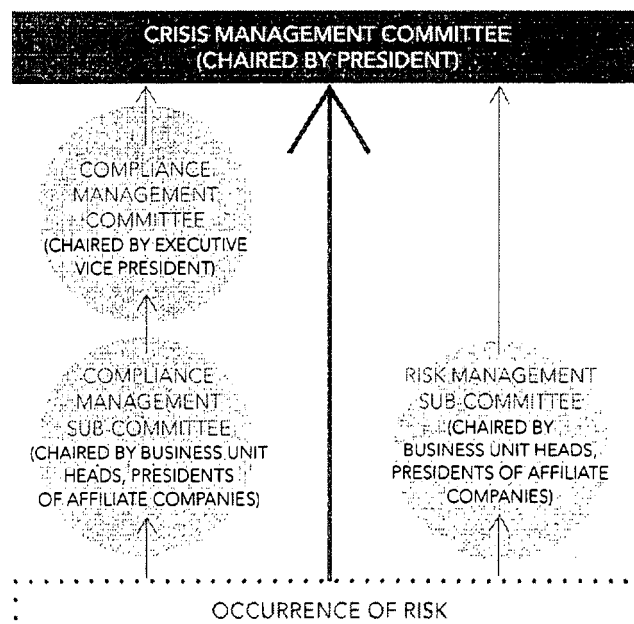 CRISIS MANAGEMENT COMMITTEE
(CHAIRED BY PRESIDENT)
COMPLIANCE
MANAGEMENT
COMMITTEE
(CHAIRED BY EXECUTIVE
VICE PRESIDENT)
COMPLIANCE
MANAGEMENT
SUB-COMMITTEE
(CHAIRED BY BUSINESS UNIT
HEADS, PRESIDENTS
OF AFFILIATE COMPANIES)
RISK MANAGEMENT
SUB-COMMITTEE
(CHAIRED BY
BUSINESS UNIT HEADS,
PRESIDENTS OF AFFILIATE
COMPANIES)
OCCURRENCE OF RISK